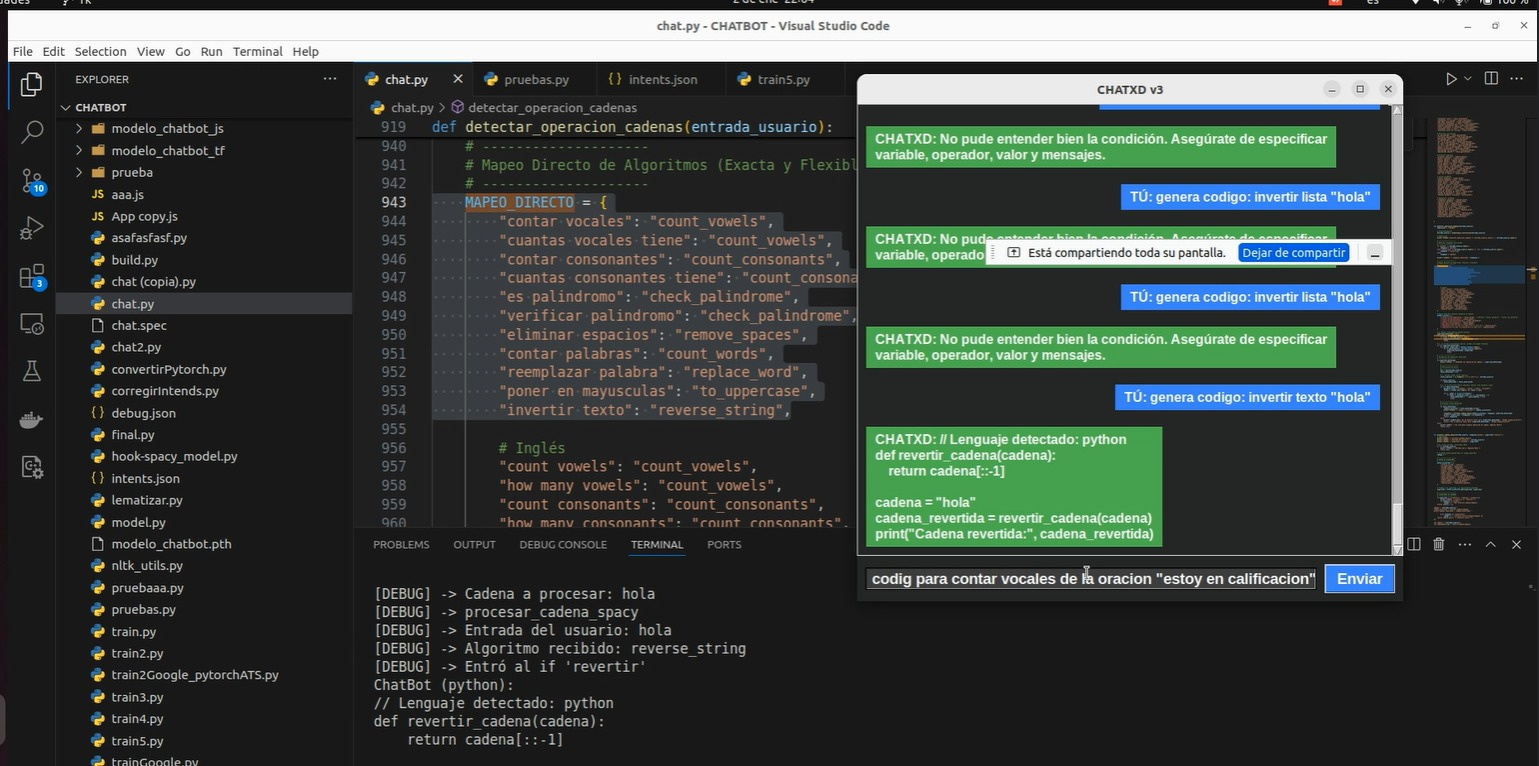 2 de ene 22:04
es
100 %
chat.py - CHATBOT - Visual Studio Code
File Edit Selection View Go Run Terminal Help
EXPLORER
CHATBOT
modelo_chatbot_js
modelo_chatbot_tf
prueba
JS aaa.js
JS App copy.js
asafasfasf.py
build.py
chat (copia).py
chat.py
chat.spec
chat2.py
convertirPytorch.py
corregirIntends.py
debug.json
final.py
hook-spacy_model.py
{} intents.json
lematizar.py
model.py
modelo_chatbot.pth
nltk_utils.py
pruebaaa.py
pruebas.py
train.py
train2.py
train2Google_pytorchATS.py
train3.py
train4.py
train5.py
trainGoogle.py
10
3
chat.py
pruebas.py
{} intents.json
train5.py
chat.py > detectar_operacion_cadenas
919 def detectar_operacion_cadenas(entrada_usuario):
940 # --------------------
941 # Mapeo Directo de Algoritmos (Exacta y Flexibl
942 # --------------------
943 MAPEO_DIRECTO = {
944 "contar vocales": "count_vowels",
945 "cuantas vocales tiene": "count_vowels",
946 "contar consonantes": "count_consonants",
947 "cuantas consonantes tiene": "count_consona
948 "es palindromo": "check_palindrome",
949 "verificar palindromo": "check_palindrome",
950 "eliminar espacios": "remove_spaces",
951 "contar palabras": "count_words",
952 "reemplazar palabra": "replace_word",
953 "poner en mayusculas": "to_uppercase",
954 "invertir texto": "reverse_string",
955
956 # Inglés
957 "count vowels": "count_vowels",
958 "how many vowels": "count_vowels",
959 "count consonants": "count_consonants",
960 "how many consonants": "count_consonants",
PROBLEMS OUTPUT DEBUG CONSOLE TERMINAL PORTS
[DEBUG] -> Cadena a procesar: hola
[DEBUG] -> procesar_cadena_spacy
[DEBUG] -> Entrada del usuario: hola
[DEBUG] -> Algoritmo recibido: reverse_string
[DEBUG] -> Entró al if 'revertir'
ChatBot (python):
// Lenguaje detectado: python
def revertir_cadena(cadena):
    return cadena[::-1]
CHATXD v3
CHATXD: No pude entender bien la condición. Asegúrate de especificar
variable, operador, valor y mensajes.
TÚ: genera codigo: invertir lista "hola"
CHATXD: No pude entender bien la condición. Asegúrate de especificar
variable, operado
Está compartiendo toda su pantalla.
Dejar de compartir
TÚ: genera codigo: invertir lista "hola"
CHATXD: No pude entender bien la condición. Asegúrate de especificar
variable, operador, valor y mensajes.
TÚ: genera codigo: invertir texto "hola"
CHATXD: // Lenguaje detectado: python
def revertir_cadena(cadena):
    return cadena[::-1]
cadena = "hola"
cadena_revertida = revertir_cadena(cadena)
print("Cadena revertida:", cadena_revertida)
codig para contar vocales de la oracion "estoy en calificacion"
Enviar